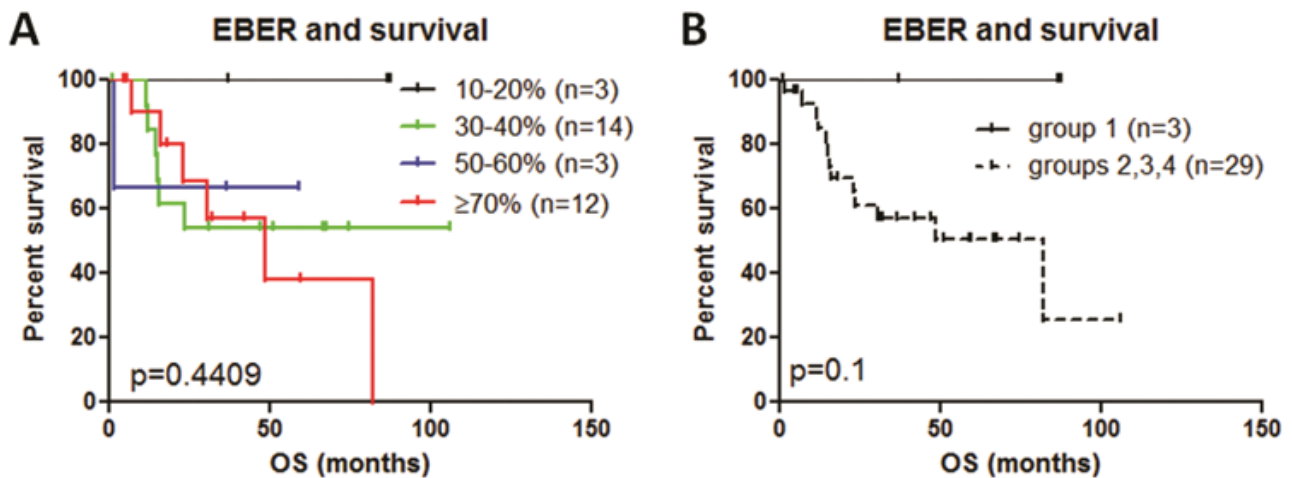 A
EBER and survival
Percent survival
100
80
60
40
20
0
10-20% (n=3)
30-40% (n=14)
50-60% (n=3)
≥70% (n=12)
p=0.4409
0 50 100 150
OS (months)
B
EBER and survival
Percent survival
100
80
60
40
20
0
group 1 (n=3)
groups 2,3,4 (n=29)
p=0.1
0 50 100 150
OS (months)